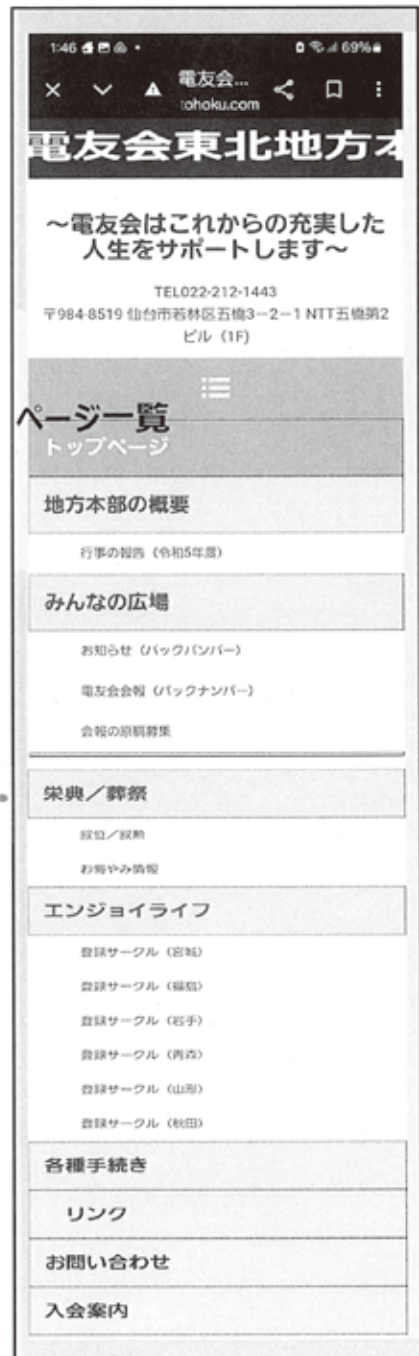 1:46
69%
電友会...
tohoku.com
電友会東北地方本
～電友会はこれからの充実した
人生をサポートします～
TEL022-212-1443
〒984-8519 仙台市若林区五橋3－2－1 NTT五橋第2
ビル（1F)
ページ一覧
トップページ
地方本部の概要
行事の報告（令和5年度）
みんなの広場
お知らせ（バックバンバー）
電友会会報（バックナンバー）
会報の原稿募集
栄典／葬祭
叙位／叙勲
お悔やみ情報
エンジョイライフ
登録サークル（宮城）
登録サークル（福島）
登録サークル（岩手）
登録サークル（青森）
登録サークル（山形）
登録サークル（秋田）
各種手続き
リンク
お問い合わせ
入会案内